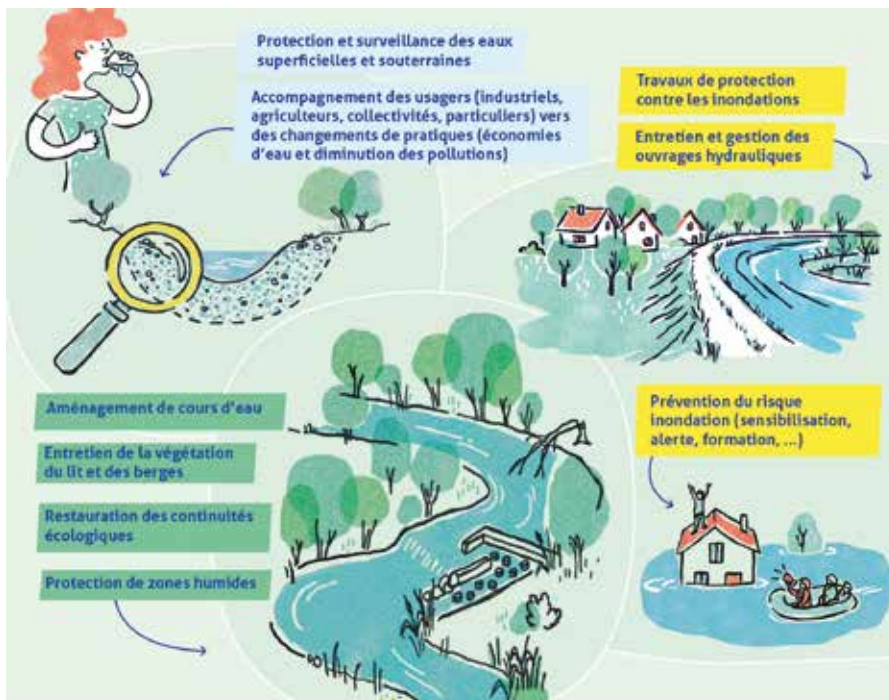 Protection et surveillance des eaux
superficielles et souterraines
Accompagnement des usagers (industriels,
agriculteurs, collectivités, particuliers) vers
des changements de pratiques (économies
d'eau et diminution des pollutions)
Travaux de protection
contre les inondations
Entretien et gestion des
ouvrages hydrauliques
Aménagement de cours d'eau
Entretien de la végétation
du lit et des berges
Restauration des continuités
écologiques
Protection de zones humides
Prévention du risque
inondation (sensibilisation,
alerte, formation, ...)